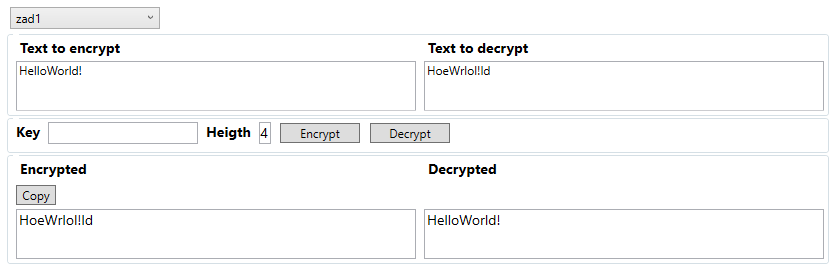 zad1
Text to encrypt Text to decrypt
HelloWorld! HoeWrlol!ld
Key Heigth 4 Encrypt Decrypt
Encrypted Decrypted
Copy
HoeWrlol!ld HelloWorld!